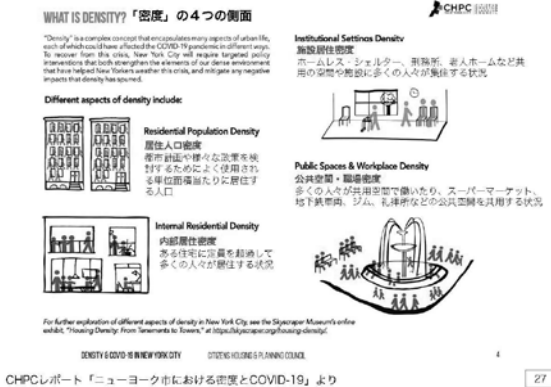 WHAT IS DENSITY?「密度」の4つの側面
CHPC
"Density" is a complex concept that encapsulates many aspects of urban life,
each of which could have affected the COVID-19 pandemic in different ways.
To recover from this crisis, New York City will require targeted policy
interventions that both strengthen the elements of our dense environment
that have helped New Yorkers weather this crisis, and mitigate any negative
impacts that density has spurred.
Different aspects of density include:
Residential Population Density
居住人口密度
都市計画や様々な政策を検
討するためによく使用され
る単位面積当たりに居住す
る人口
Internal Residential Density
内部居住密度
ある住宅に定員を超過して
多くの人々が居住する状況
Institutional Settings Density
施設居住密度
ホームレス・シェルター、刑務所、老人ホームなど共
用の空間や施設に多くの人々が集住する状況
Public Spaces & Workplace Density
公共空間・職場密度
多くの人々が共用空間で働いたり、スーパーマーケット、
地下鉄車両、ジム、礼拝所などの公共空間を共用する状況
For further exploration of different aspects of density in New York City, see the Skyscraper Museum's online
exhibit, "Housing Density: From Tenements to Towers," at https://skyscraper.org/housing-density/.
DENSITY & COVID-19 IN NEW YORK CITY CITIZENS HOUSING & PLANNING COUNCIL 4
CHPCレポート「ニューヨーク市における密度とCOVID-19」より
27